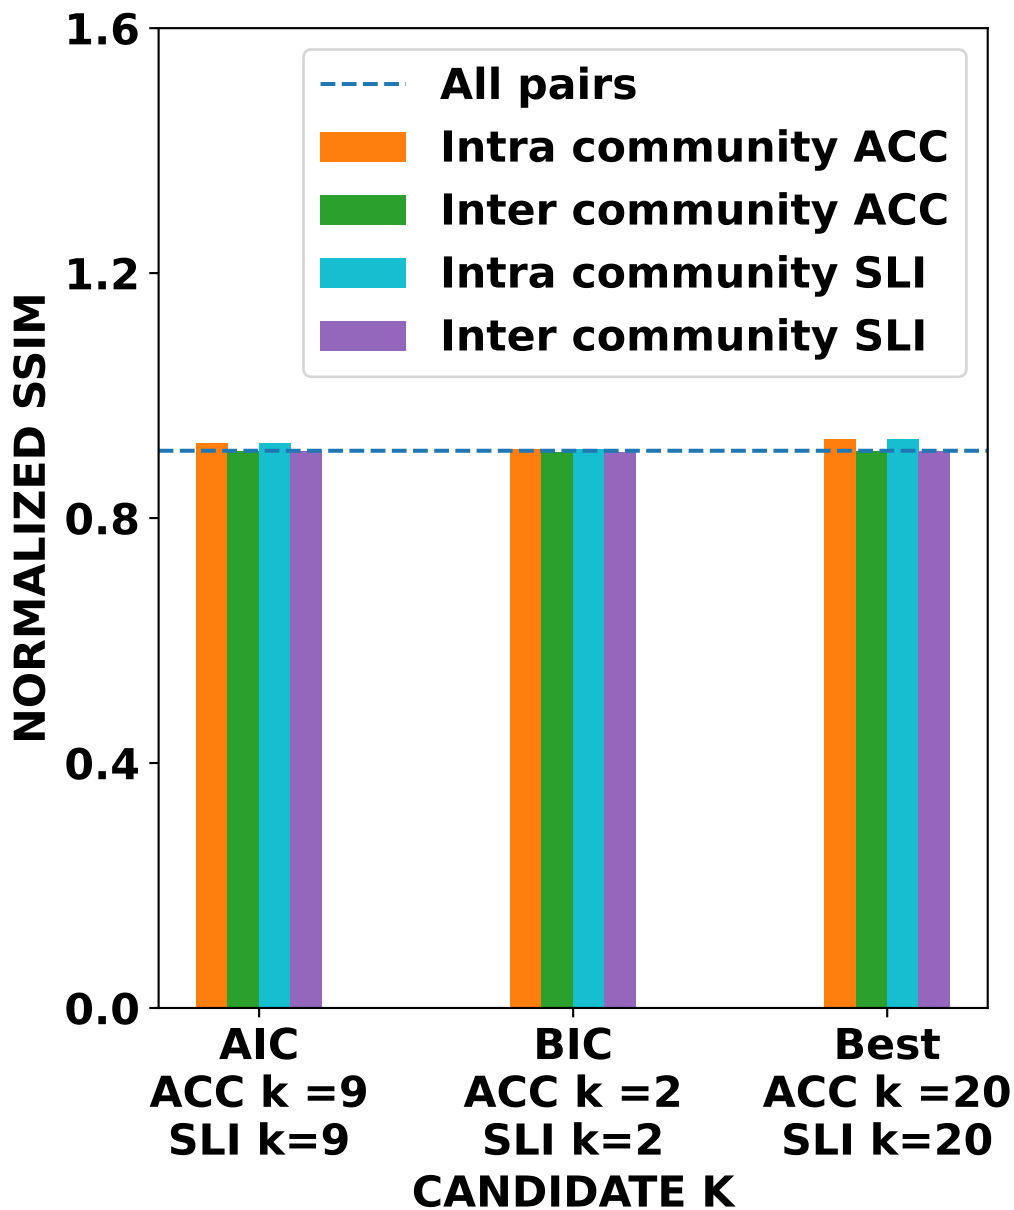 1.6
1.2
0.8
0.4
0.0
NORMALIZED SSIM
All pairs
Intra community ACC
Inter community ACC
Intra community SLI
Inter community SLI
AIC
ACC k =9
SLI k=9
BIC
ACC k =2
SLI k=2
Best
ACC k =20
SLI k=20
CANDIDATE K